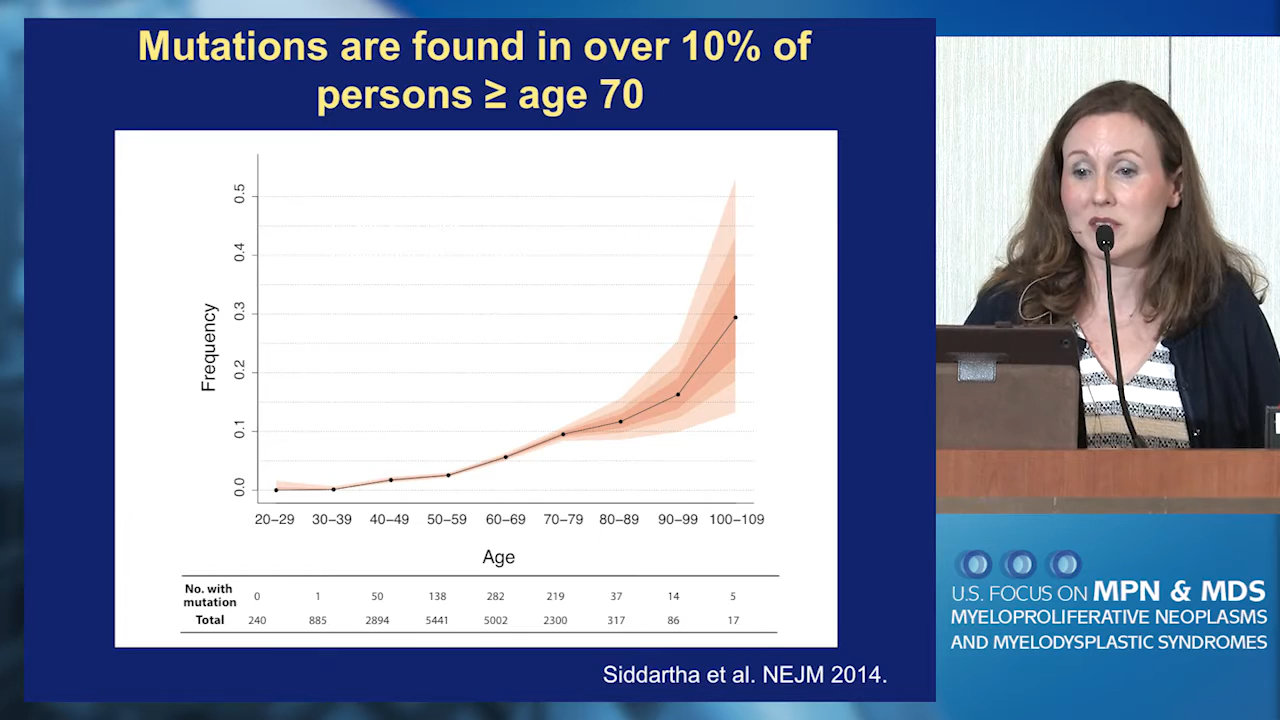 Mutations are found in over 10% of
persons ≥ age 70
Frequency
0.5
0.4
0.3
0.2
0.1
0.0
20–29 30–39 40–49 50–59 60–69 70–79 80–89 90–99 100–109
Age
No. with
mutation 0 1 50 138 282 219 37 14 5
Total 240 885 2894 5441 5002 2300 317 86 17
Siddartha et al. NEJM 2014.
U.S. FOCUS ON MPN & MDS
MYELOPROLIFERATIVE NEOPLASMS
AND MYELODYSPLASTIC SYNDROMES